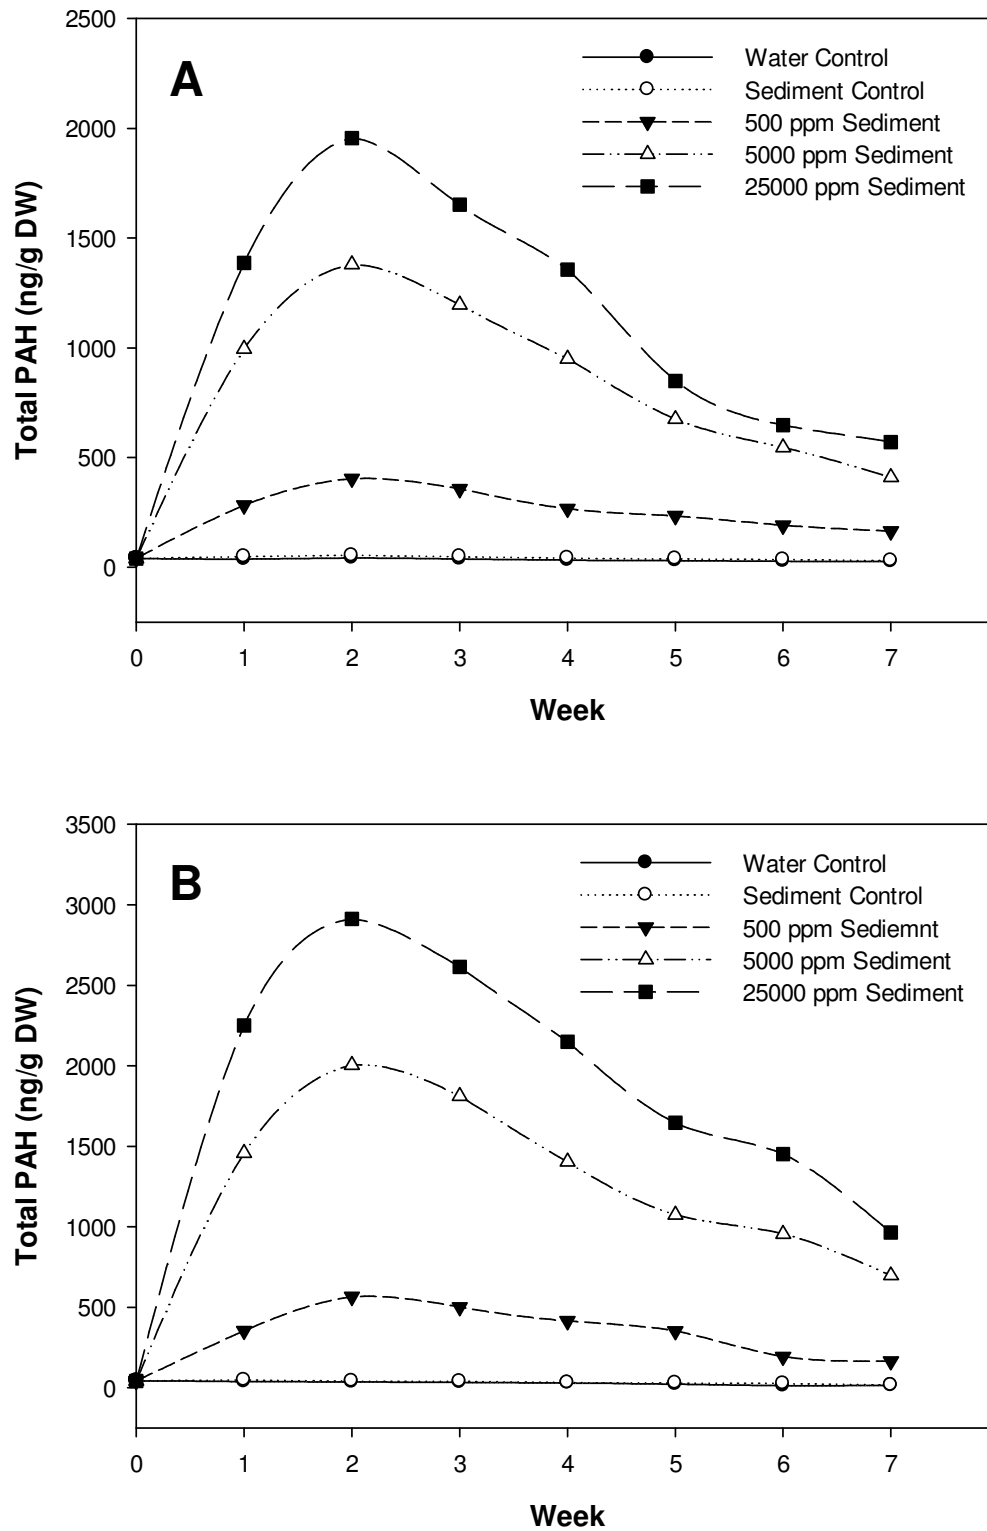 2500
A
Water Control
Sediment Control
500 ppm Sediment
5000 ppm Sediment
25000 ppm Sediment
2000
1500
1000
500
0
Total PAH (ng/g DW)
0 1 2 3 4 5 6 7
Week
3500
B
Water Control
Sediment Control
500 ppm Sediemnt
5000 ppm Sediment
25000 ppm Sediment
3000
2500
2000
1500
1000
500
0
Total PAH (ng/g DW)
0 1 2 3 4 5 6 7
Week